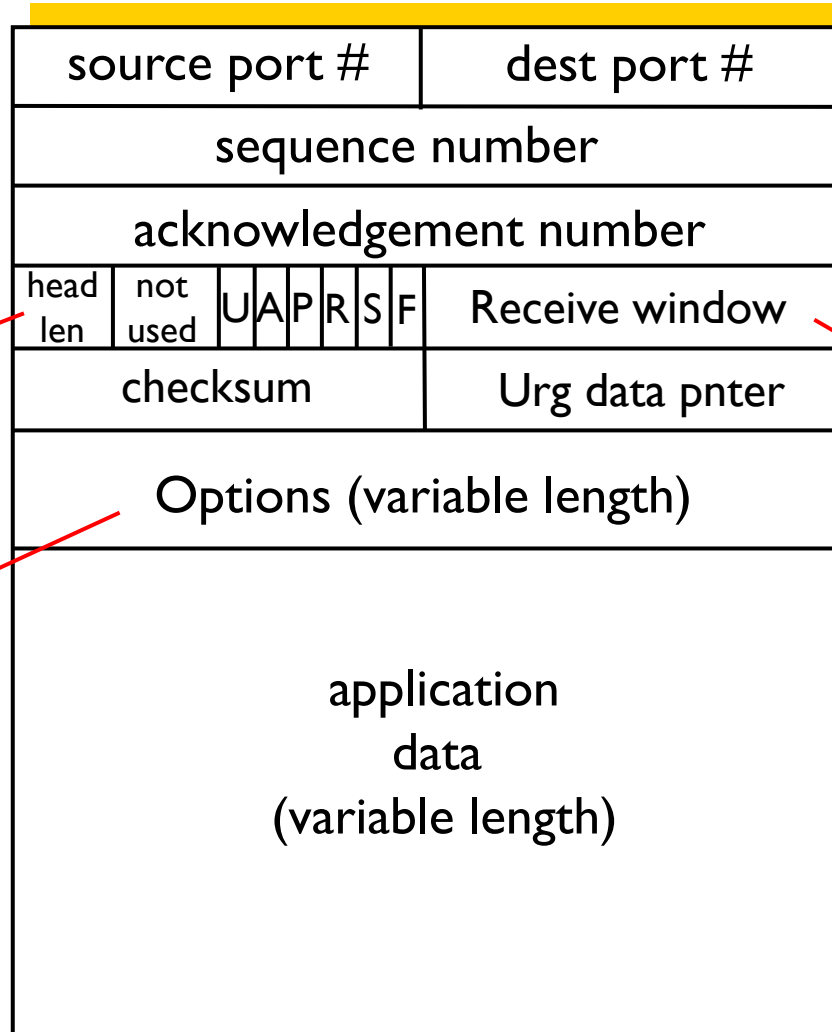 source port # dest port #
sequence number
acknowledgement number
head not
len used U A P R S F Receive window
checksum Urg data pnter
Options (variable length)
application
data
(variable length)